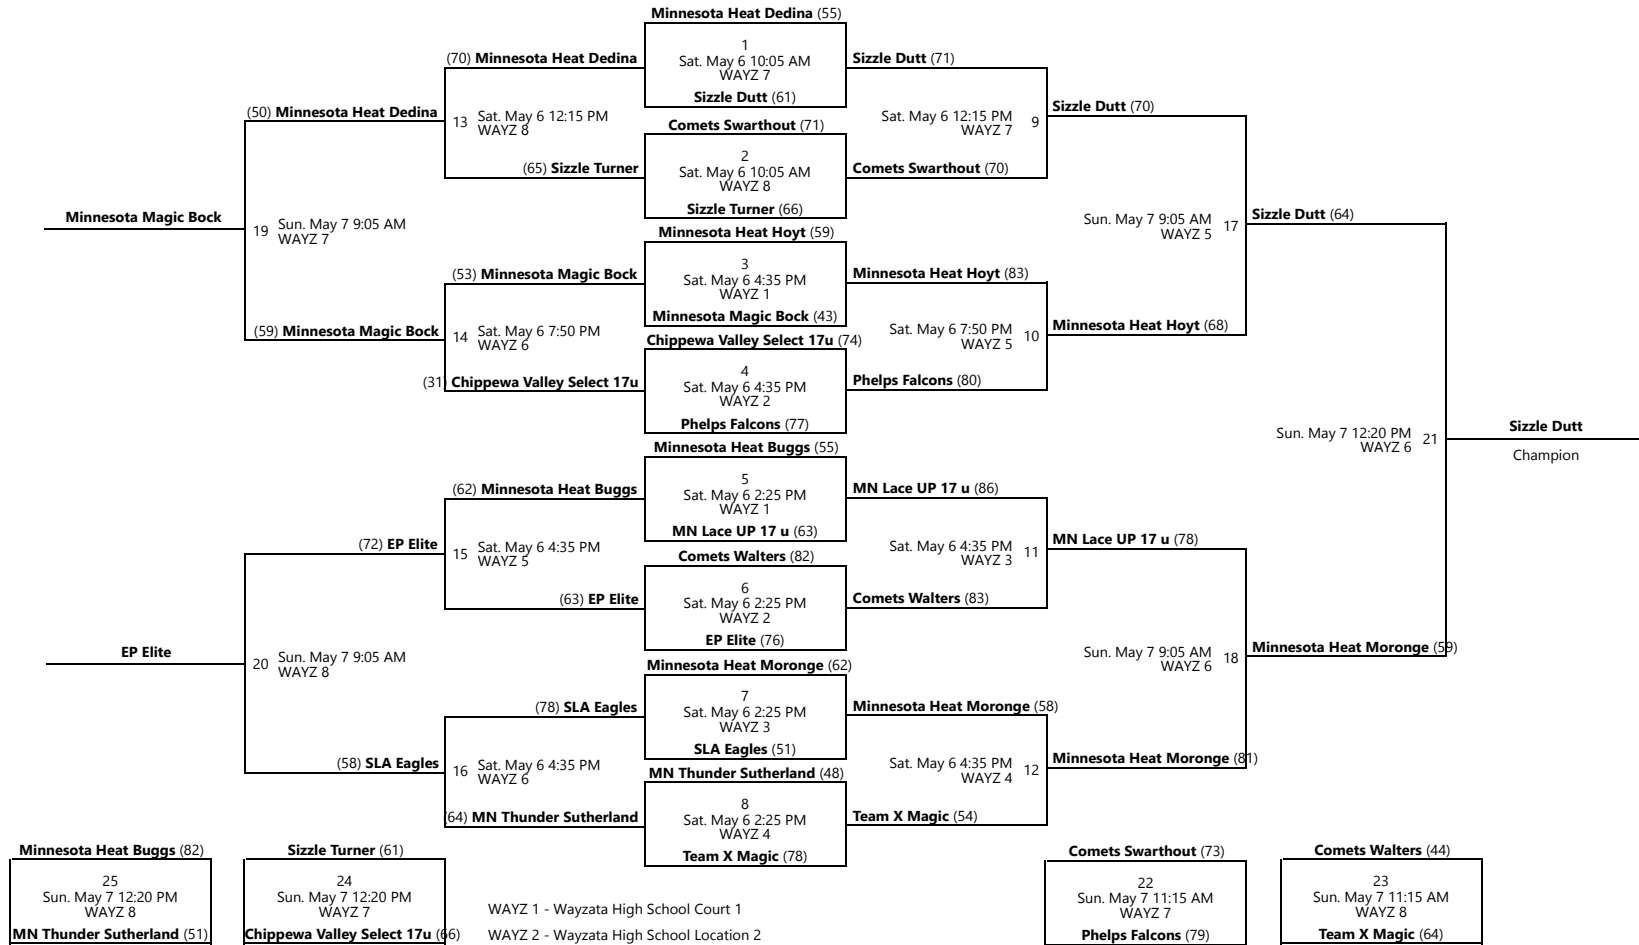 Minnesota Heat Dedina (55)
1
Sat. May 6 10:05 AM
WAYZ 7
Sizzle Dutt (61)
Comets Swarthout (71)
2
Sat. May 6 10:05 AM
WAYZ 8
Sizzle Turner (66)
Minnesota Heat Hoyt (59)
3
Sat. May 6 4:35 PM
WAYZ 1
Minnesota Magic Bock (43)
Chippewa Valley Select 17u (74)
4
Sat. May 6 4:35 PM
WAYZ 2
Phelps Falcons (77)
Minnesota Heat Buggs (55)
5
Sat. May 6 2:25 PM
WAYZ 1
MN Lace UP 17 u (63)
Comets Walters (82)
6
Sat. May 6 2:25 PM
WAYZ 2
EP Elite (76)
Minnesota Heat Moronge (62)
7
Sat. May 6 2:25 PM
WAYZ 3
SLA Eagles (51)
MN Thunder Sutherland (48)
8
Sat. May 6 2:25 PM
WAYZ 4
Team X Magic (78)
(70) Minnesota Heat Dedina
13 Sat. May 6 12:15 PM
WAYZ 8
(65) Sizzle Turner
(53) Minnesota Magic Bock
14 Sat. May 6 7:50 PM
WAYZ 6
(31) Chippewa Valley Select 17u
(62) Minnesota Heat Buggs
15 Sat. May 6 4:35 PM
WAYZ 5
(63) EP Elite
(78) SLA Eagles
16 Sat. May 6 4:35 PM
WAYZ 6
(64) MN Thunder Sutherland
(50) Minnesota Heat Dedina
19 Sun. May 7 9:05 AM
WAYZ 7
(59) Minnesota Magic Bock
(72) EP Elite
20 Sun. May 7 9:05 AM
WAYZ 8
(58) SLA Eagles
Minnesota Magic Bock
EP Elite
Sizzle Dutt (71)
Sat. May 6 12:15 PM 9
WAYZ 7
Comets Swarthout (70)
Minnesota Heat Hoyt (83)
Sat. May 6 7:50 PM 10
WAYZ 5
Phelps Falcons (80)
MN Lace UP 17 u (86)
Sat. May 6 4:35 PM 11
WAYZ 3
Comets Walters (83)
Minnesota Heat Moronge (58)
Sat. May 6 4:35 PM 12
WAYZ 4
Team X Magic (54)
Sizzle Dutt (70)
Sun. May 7 9:05 AM 17
WAYZ 5
Minnesota Heat Hoyt (68)
MN Lace UP 17 u (78)
Sun. May 7 9:05 AM 18
WAYZ 6
Minnesota Heat Moronge (81)
Sizzle Dutt (64)
Sun. May 7 12:20 PM 21
WAYZ 6
Minnesota Heat Moronge (59)
Sizzle Dutt
Champion
Minnesota Heat Buggs (82)
25
Sun. May 7 12:20 PM
WAYZ 8
MN Thunder Sutherland (51)
Sizzle Turner (61)
24
Sun. May 7 12:20 PM
WAYZ 7
Chippewa Valley Select 17u (66)
WAYZ 1 - Wayzata High School Court 1
WAYZ 2 - Wayzata High School Location 2
Comets Swarthout (73)
22
Sun. May 7 11:15 AM
WAYZ 7
Phelps Falcons (79)
Comets Walters (44)
23
Sun. May 7 11:15 AM
WAYZ 8
Team X Magic (64)